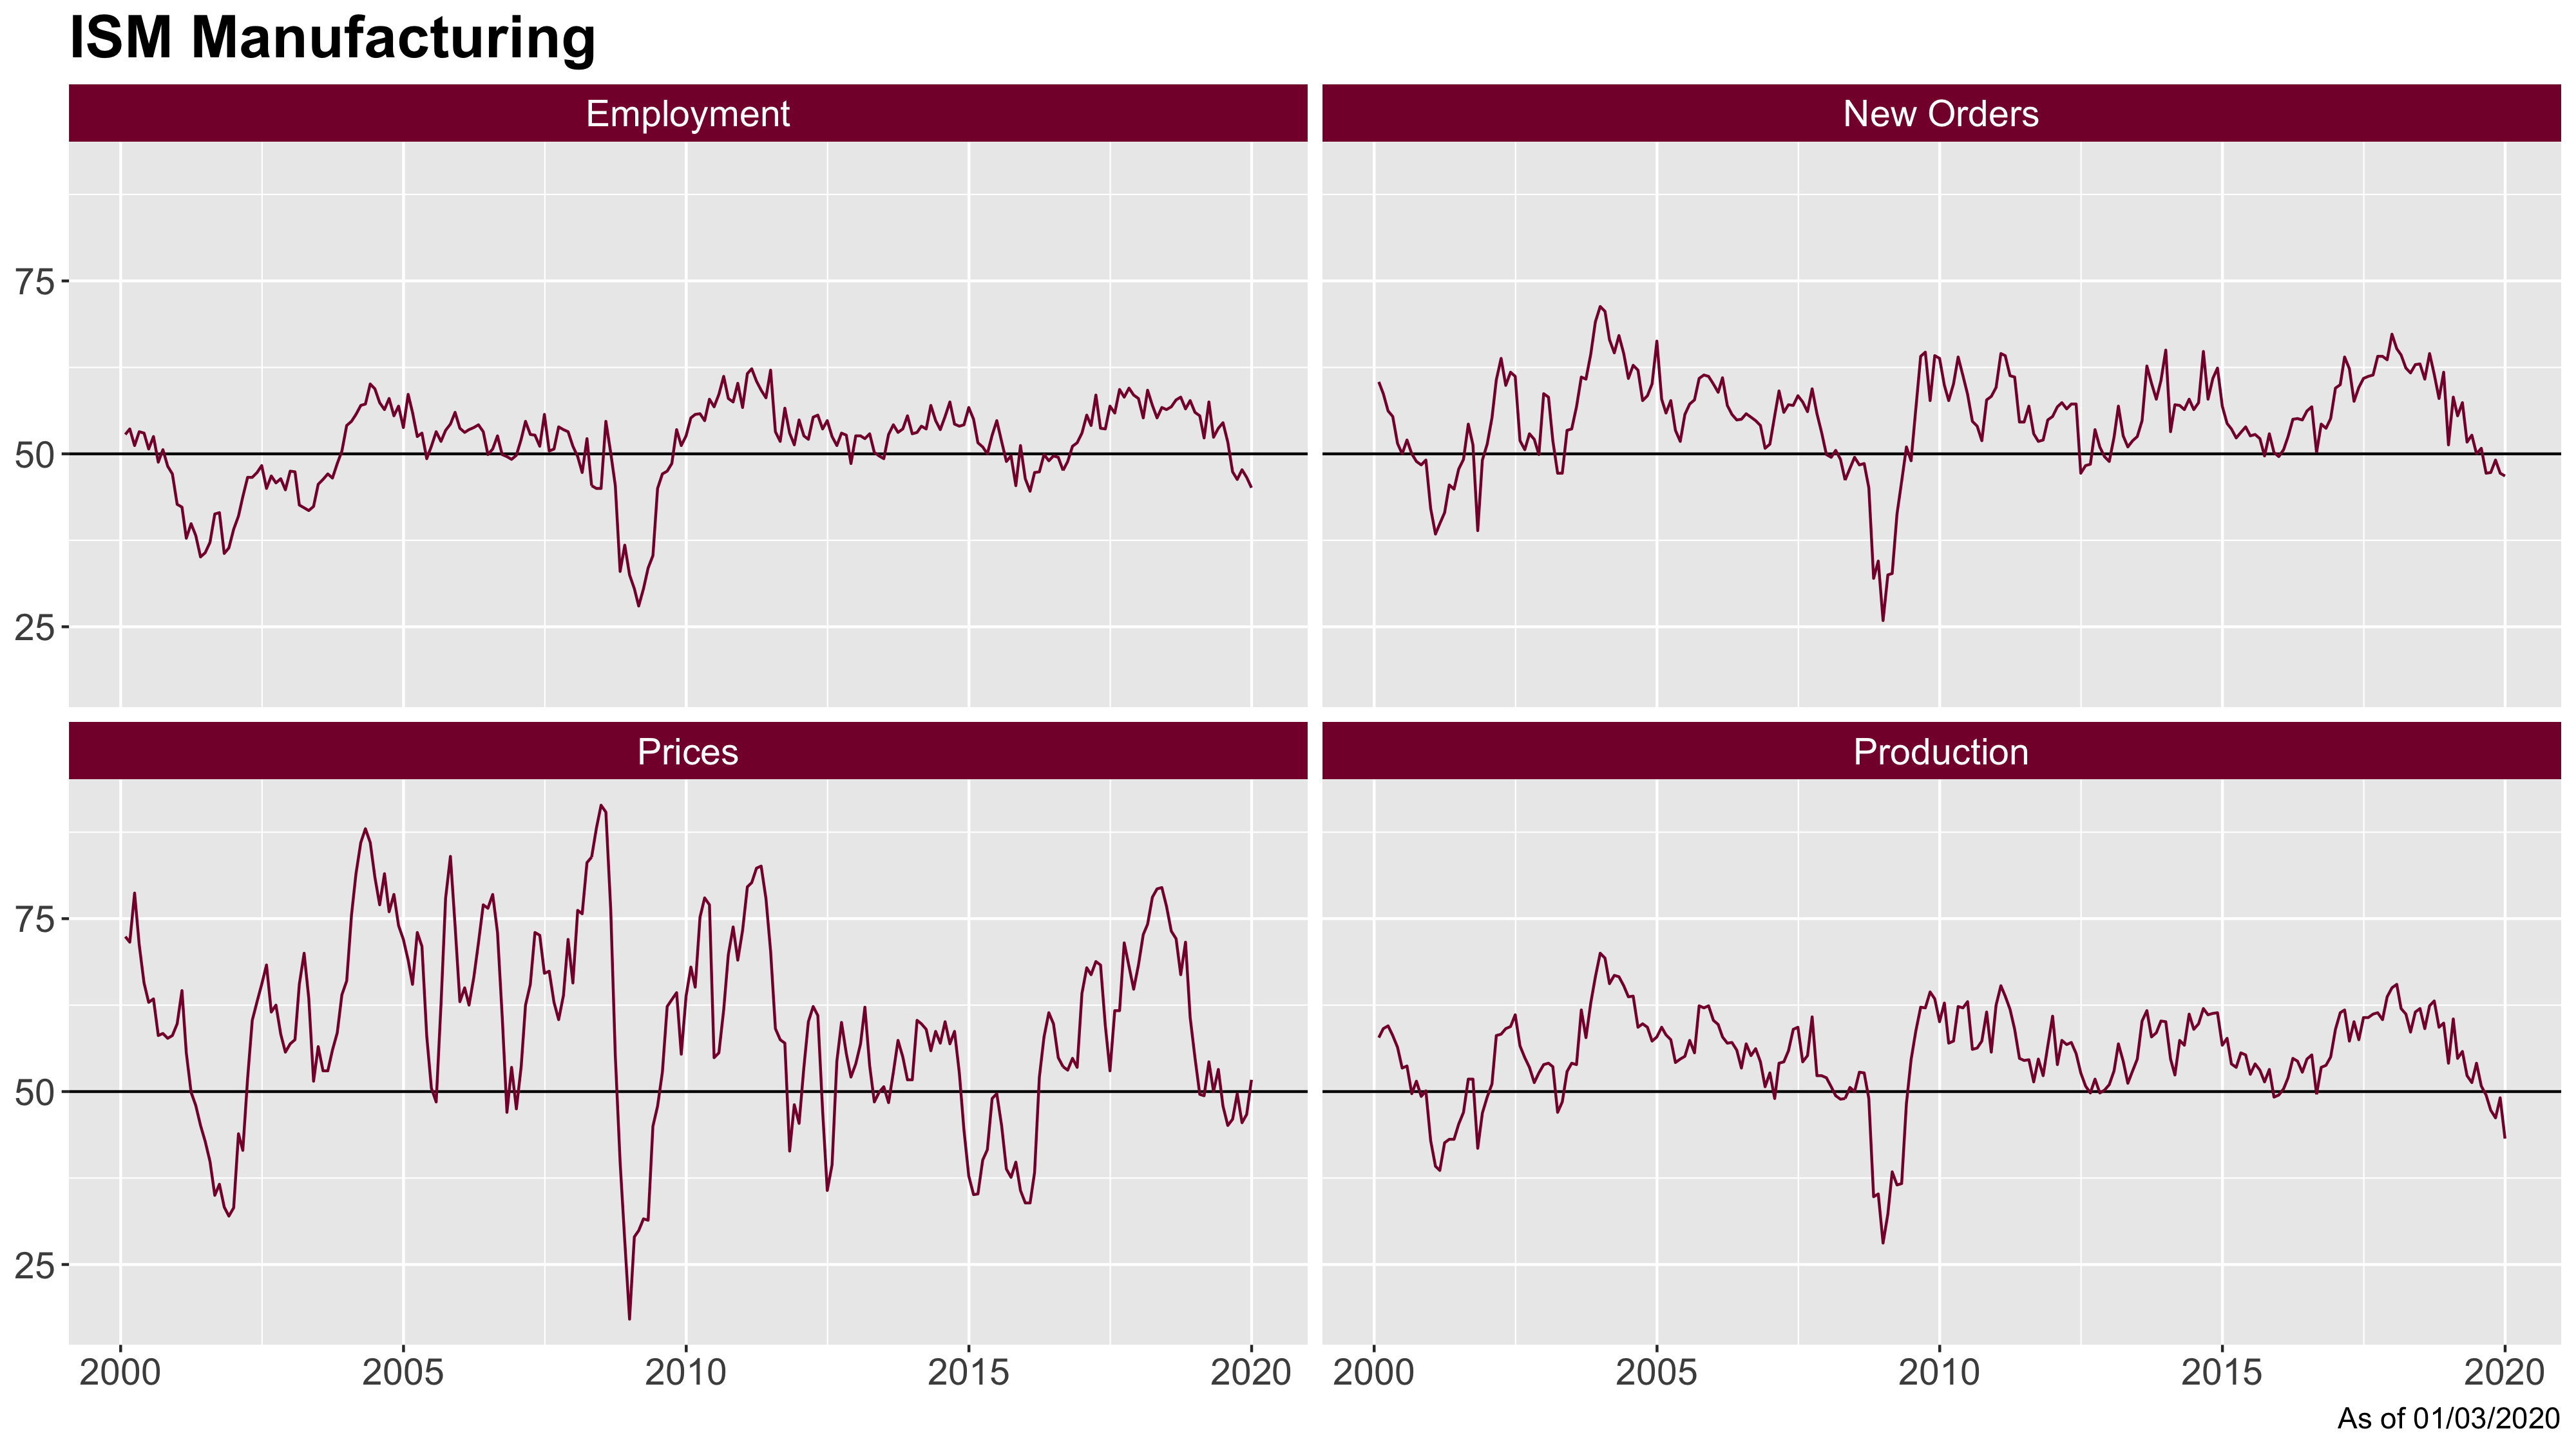 ISM Manufacturing
Employment
New Orders
75
50
25
Prices
Production
75
50
25
2000 2005 2010 2015 2020
2000 2005 2010 2015 2020
As of 01/03/2020